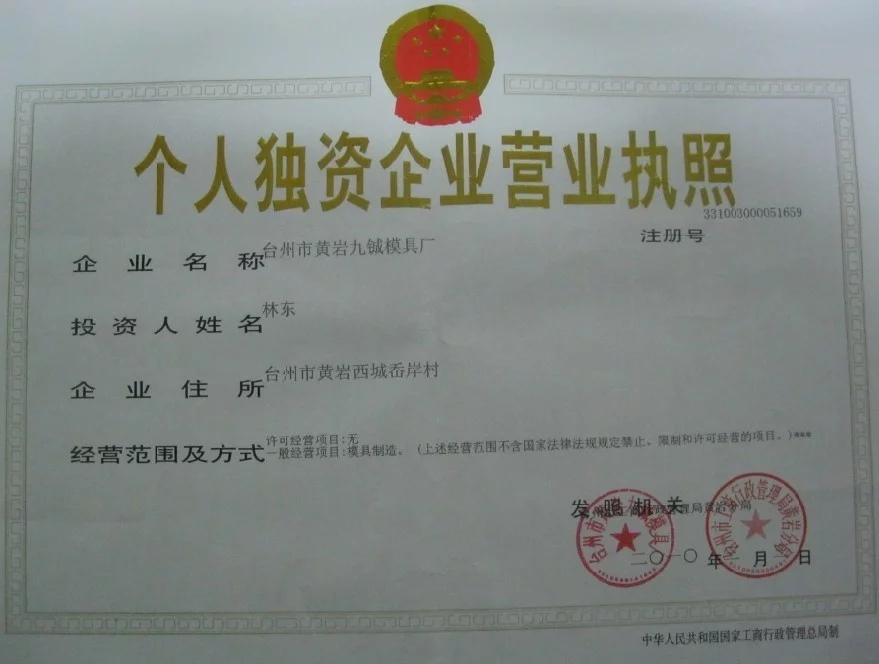 个人独资企业营业执照
331003000051659
注册号
企业名称 台州市黄岩九铖模具厂
投资人姓名 林东
企业住所 台州市黄岩西城岙岸村
经营范围及方式 许可经营项目:无
一般经营项目:模具制造。(上述经营范围不含国家法律法规规定禁止、限制和许可经营的项目。)***
发照机关
二〇一〇年 月 日
中华人民共和国国家工商行政管理总局制